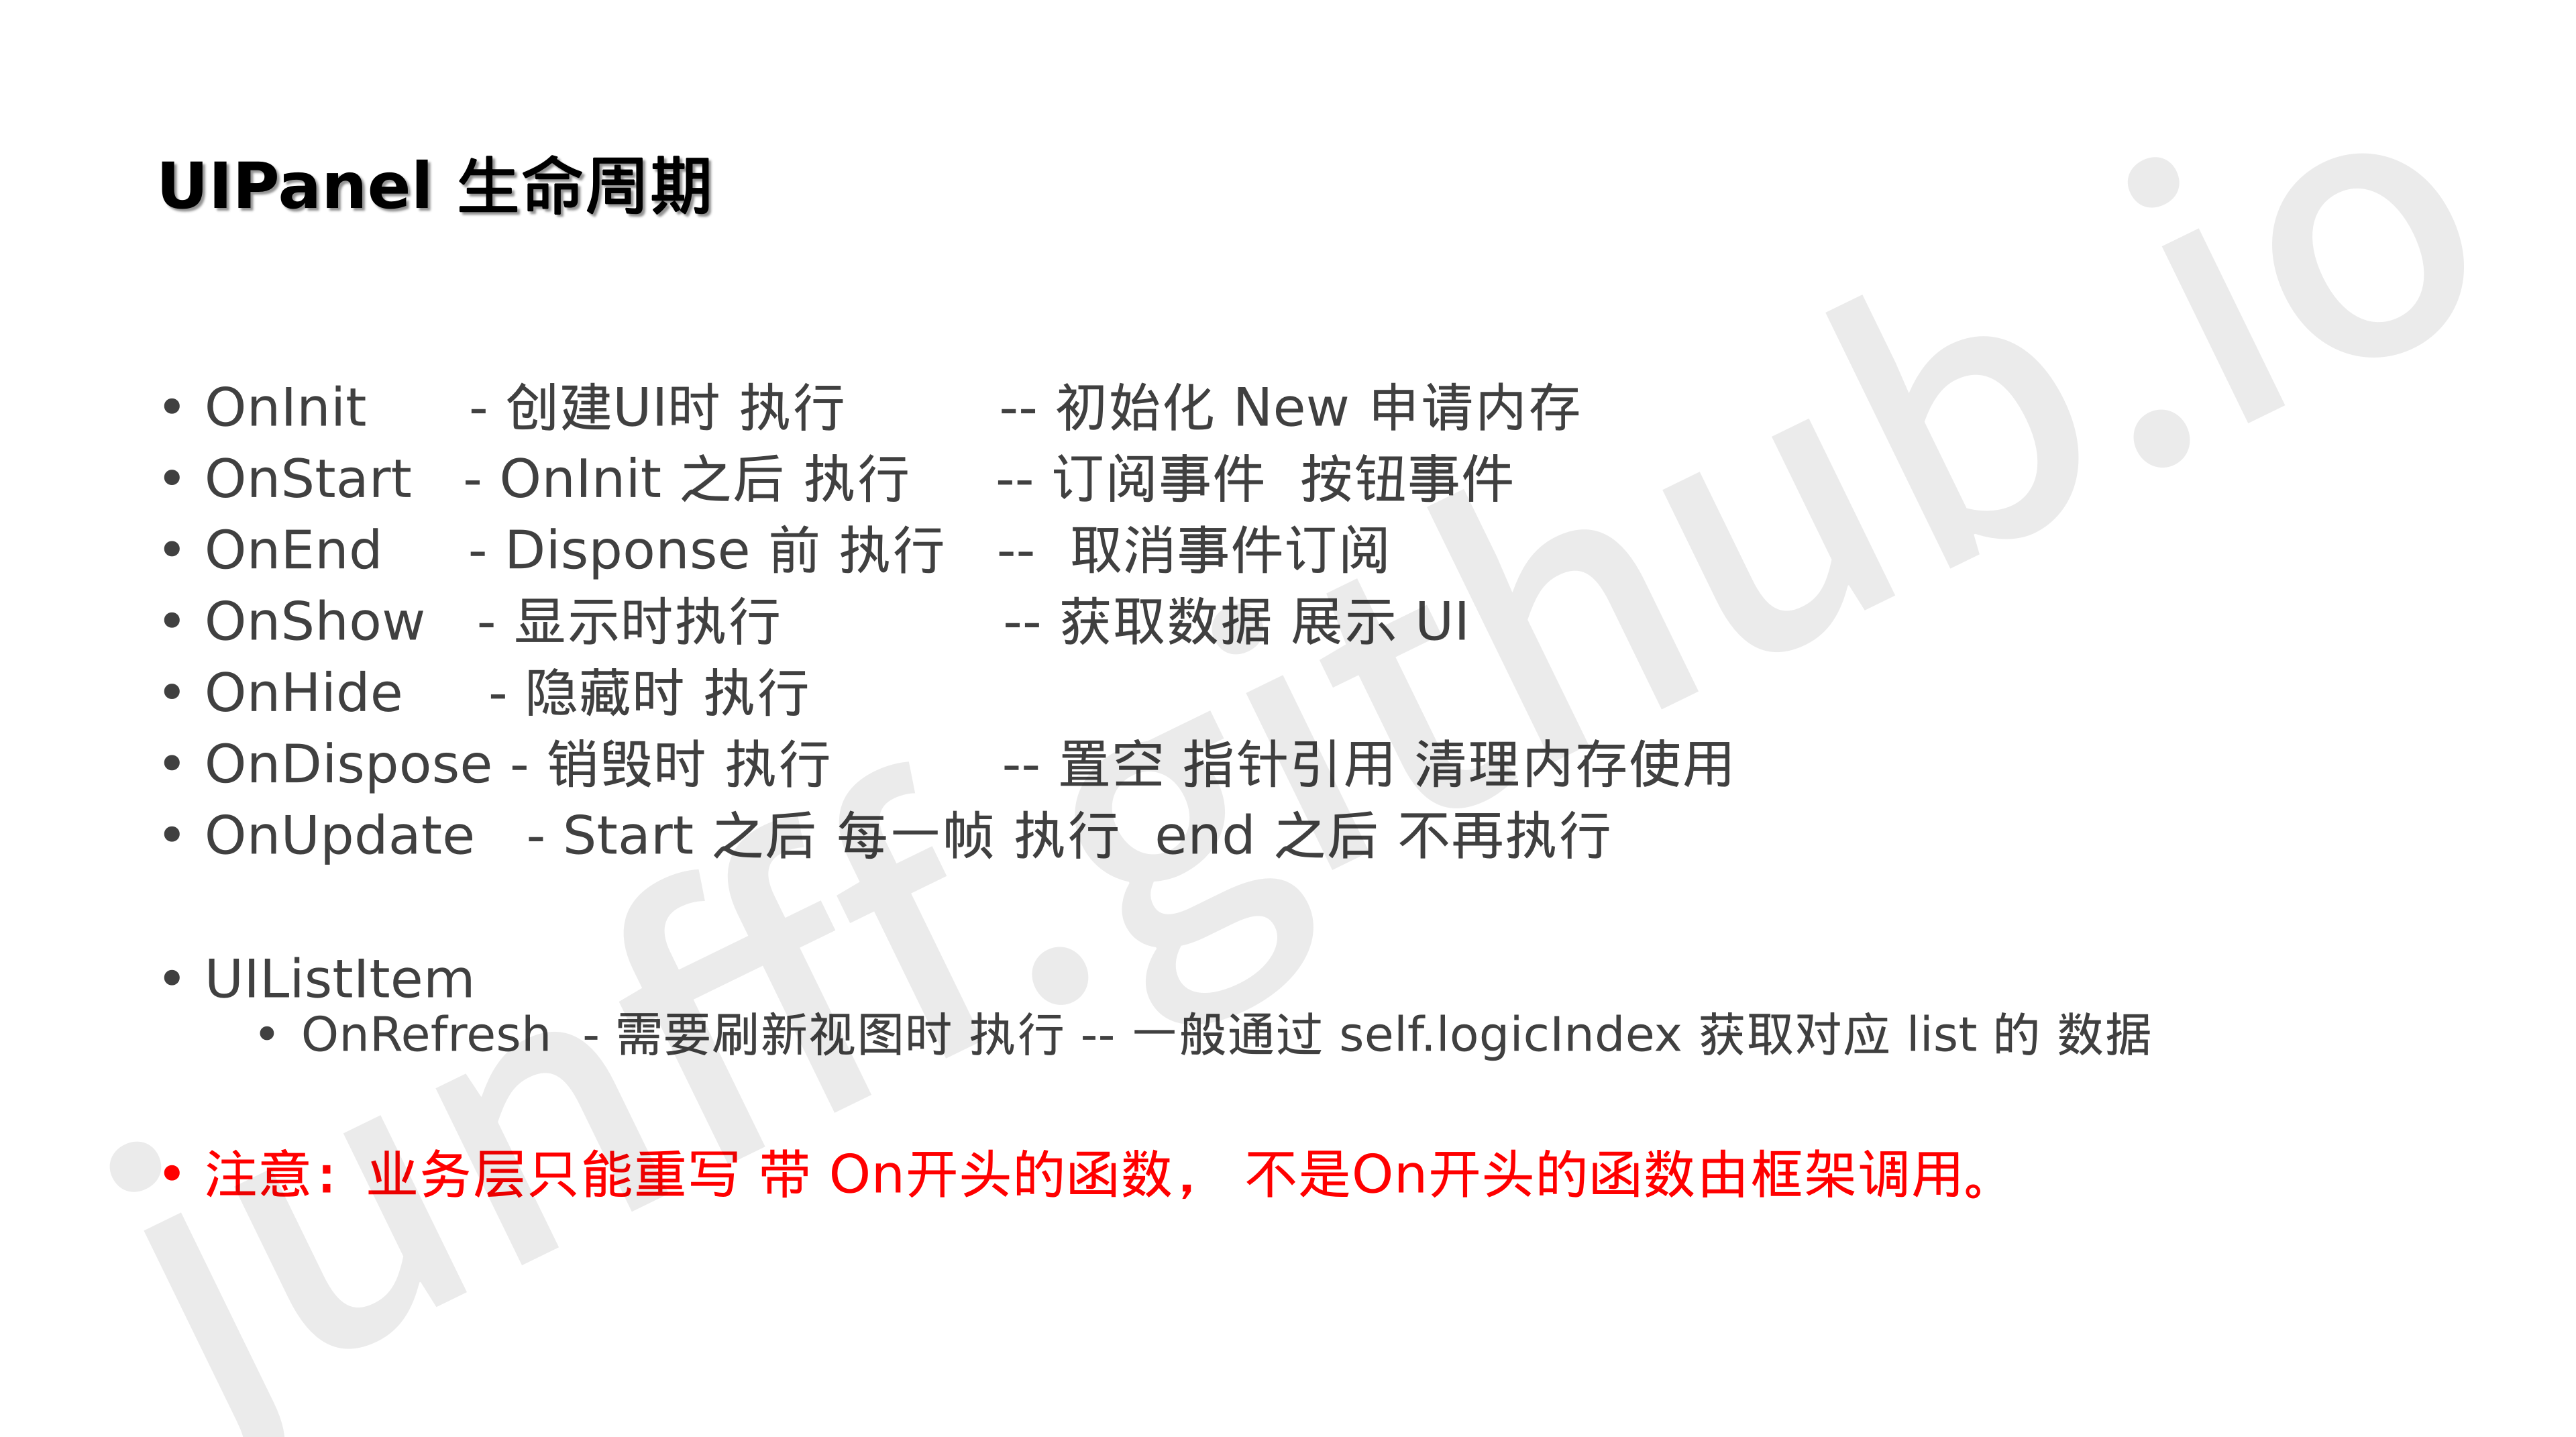 UIPanel 生命周期
• OnInit - 创建UI时 执行 -- 初始化 New 申请内存
• OnStart - OnInit 之后 执行 -- 订阅事件 按钮事件
• OnEnd - Disponse 前 执行 -- 取消事件订阅
• OnShow - 显示时执行 -- 获取数据 展示 UI
• OnHide - 隐藏时 执行
• OnDispose - 销毁时 执行 -- 置空 指针引用 清理内存使用
• OnUpdate - Start 之后 每一帧 执行 end 之后 不再执行
• UIListItem
• OnRefresh - 需要刷新视图时 执行 -- 一般通过 self.logicIndex 获取对应 list 的 数据
• 注意：业务层只能重写 带 On开头的函数， 不是On开头的函数由框架调用。
junfff.github.io